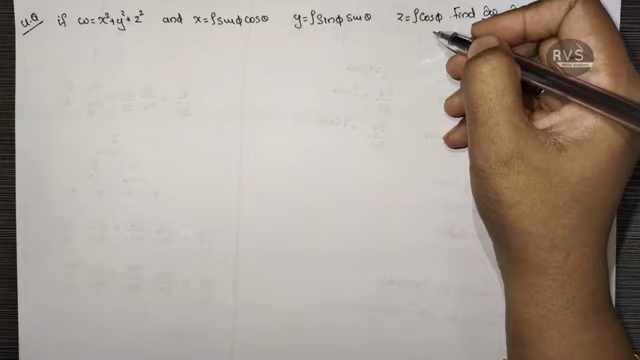 U.Q if ω=x²+y²+z² and x=ρsinφcosθ y=ρsinφsinθ z=ρcosφ. Find
RVS